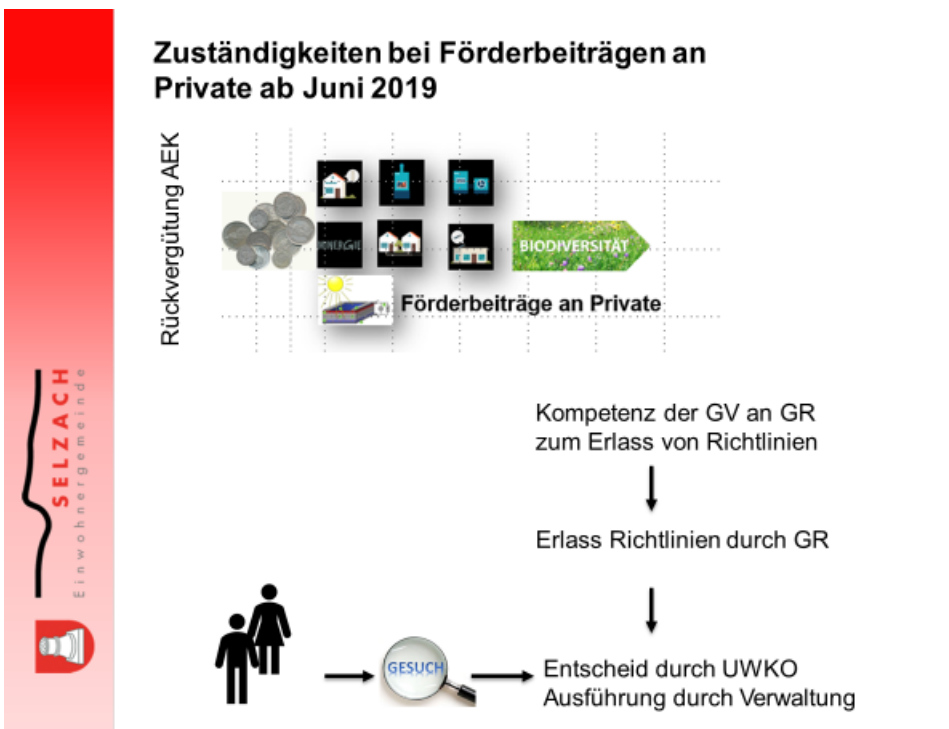 Zuständigkeiten bei Förderbeiträgen an
Private ab Juni 2019
Rückvergütung AEK
MINERGIE
BIODIVERSITÄT
Förderbeiträge an Private
SELZACH
Einwohnergemeinde
Kompetenz der GV an GR
zum Erlass von Richtlinien
Erlass Richtlinien durch GR
GESUCH
Entscheid durch UWKO
Ausführung durch Verwaltung